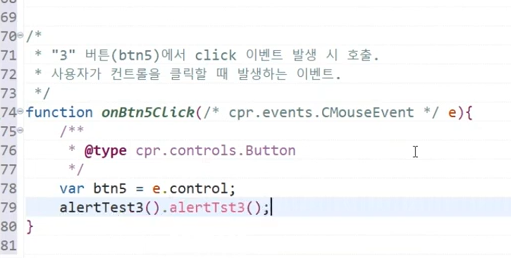 68
69
70 /*
71  * "3" 버튼(btn5)에서 click 이벤트 발생 시 호출.
72  * 사용자가 컨트롤을 클릭할 때 발생하는 이벤트.
73  */
74 function onBtn5Click(/* cpr.events.CMouseEvent */ e){
75     /**
76      * @type cpr.controls.Button
77      */
78     var btn5 = e.control;
79     alertTest3().alertTst3();
80 }
81